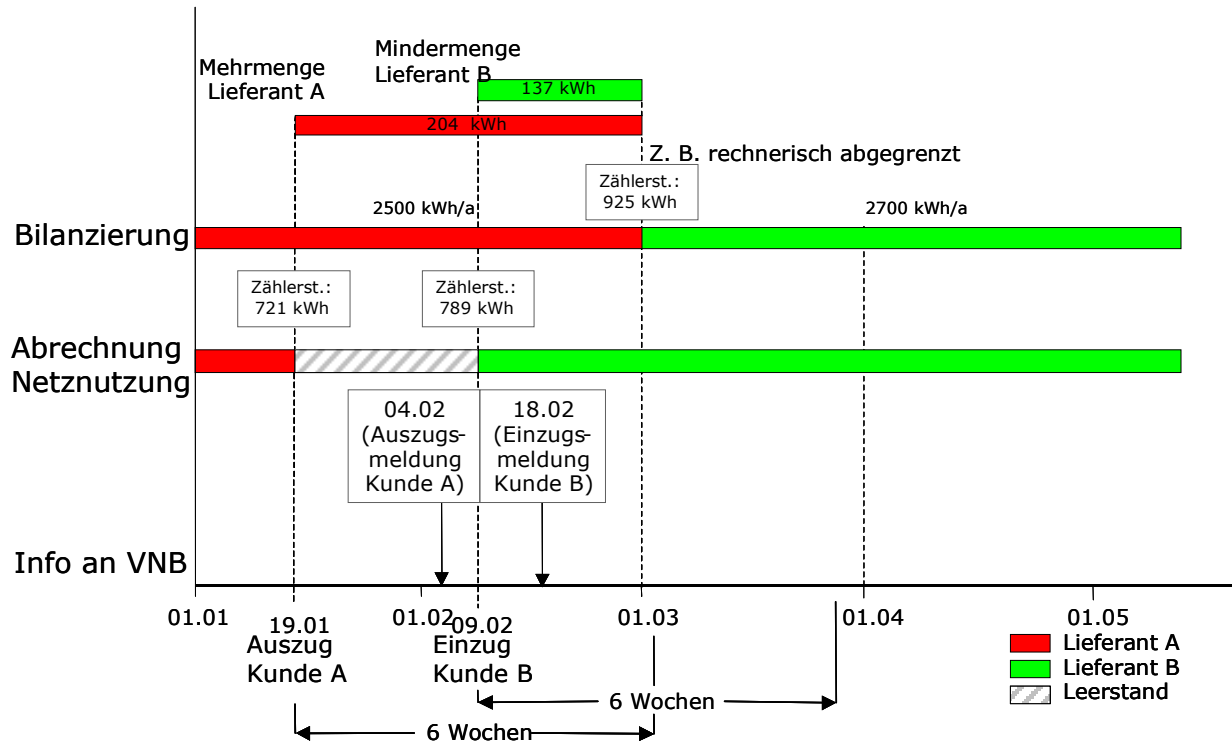 Mindermenge
Lieferant B
Mehrmenge
Lieferant A
137 kWh
204 kWh
Z. B. rechnerisch abgegrenzt
Zählerst.:
925 kWh
2500 kWh/a
2700 kWh/a
Bilanzierung
Zählerst.:
721 kWh
Zählerst.:
789 kWh
Abrechnung
Netznutzung
04.02
(Auszugs-
meldung
Kunde A)
18.02
(Einzugs-
meldung
Kunde B)
Info an VNB
01.01
19.01
Auszug
Kunde A
01.02
09.02
Einzug
Kunde B
01.03
01.04
01.05
Lieferant A
Lieferant B
Leerstand
6 Wochen
6 Wochen